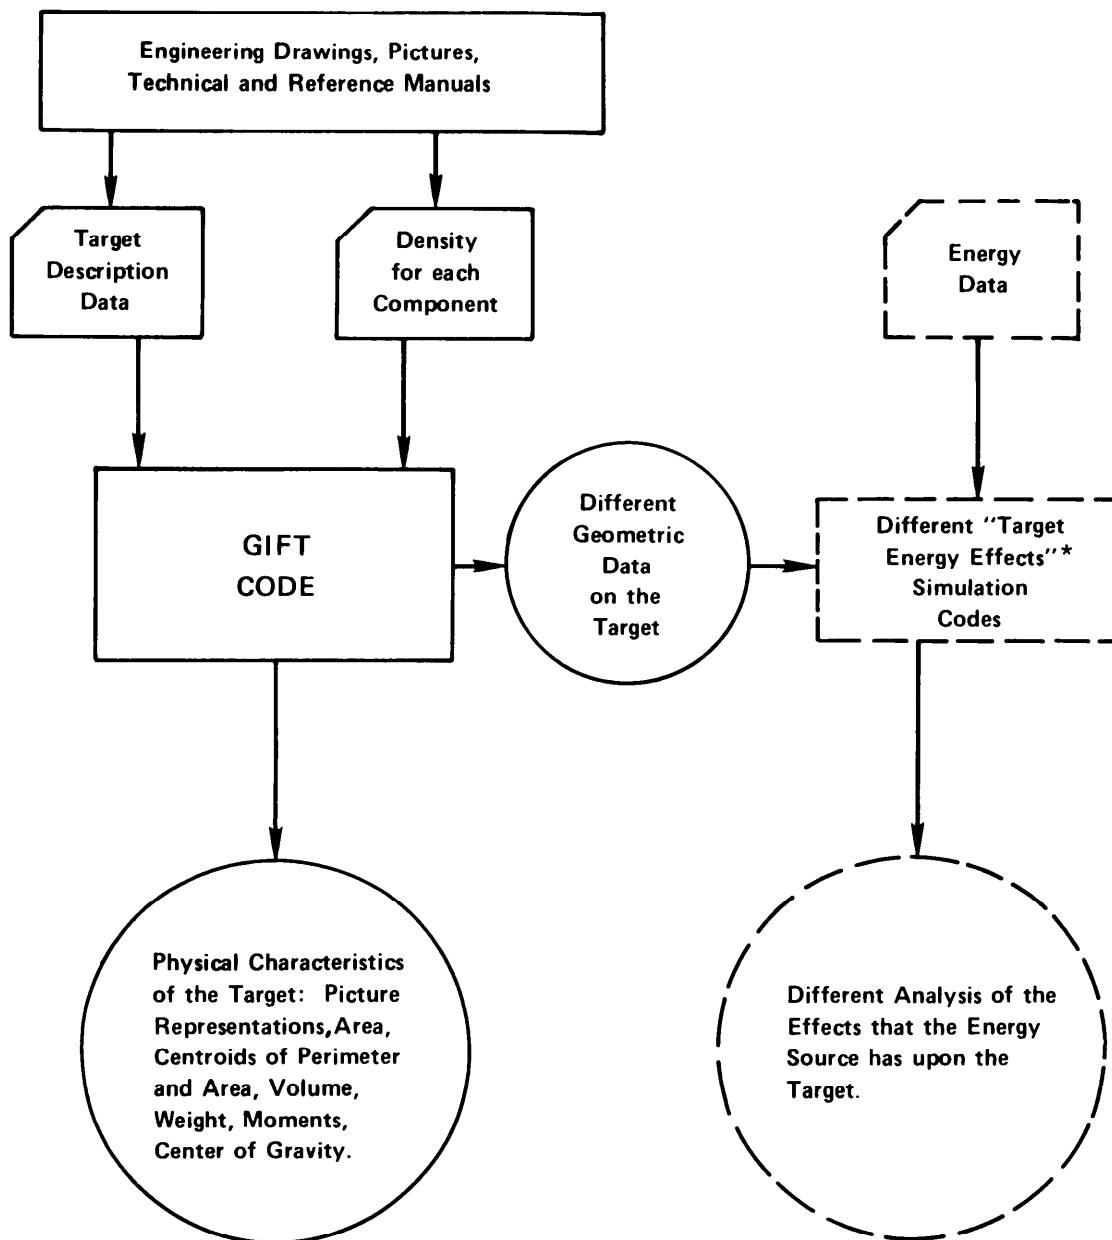 Engineering Drawings, Pictures,
Technical and Reference Manuals
Target
Description
Data
Density
for each
Component
Energy
Data
GIFT
CODE
Different
Geometric
Data
on the
Target
Different "Target
Energy Effects"*
Simulation
Codes
Physical Characteristics
of the Target: Picture
Representations, Area,
Centroids of Perimeter
and Area, Volume,
Weight, Moments,
Center of Gravity.
Different Analysis of the
Effects that the Energy
Source has upon the
Target.